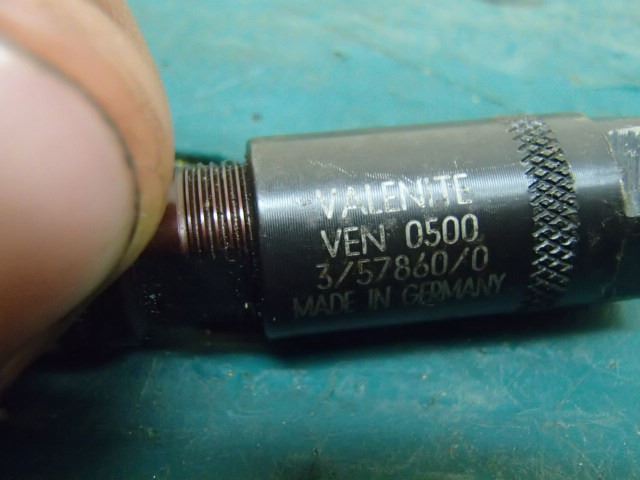 VALENITE
VEN 0500
3/57860/0
MADE IN GERMANY